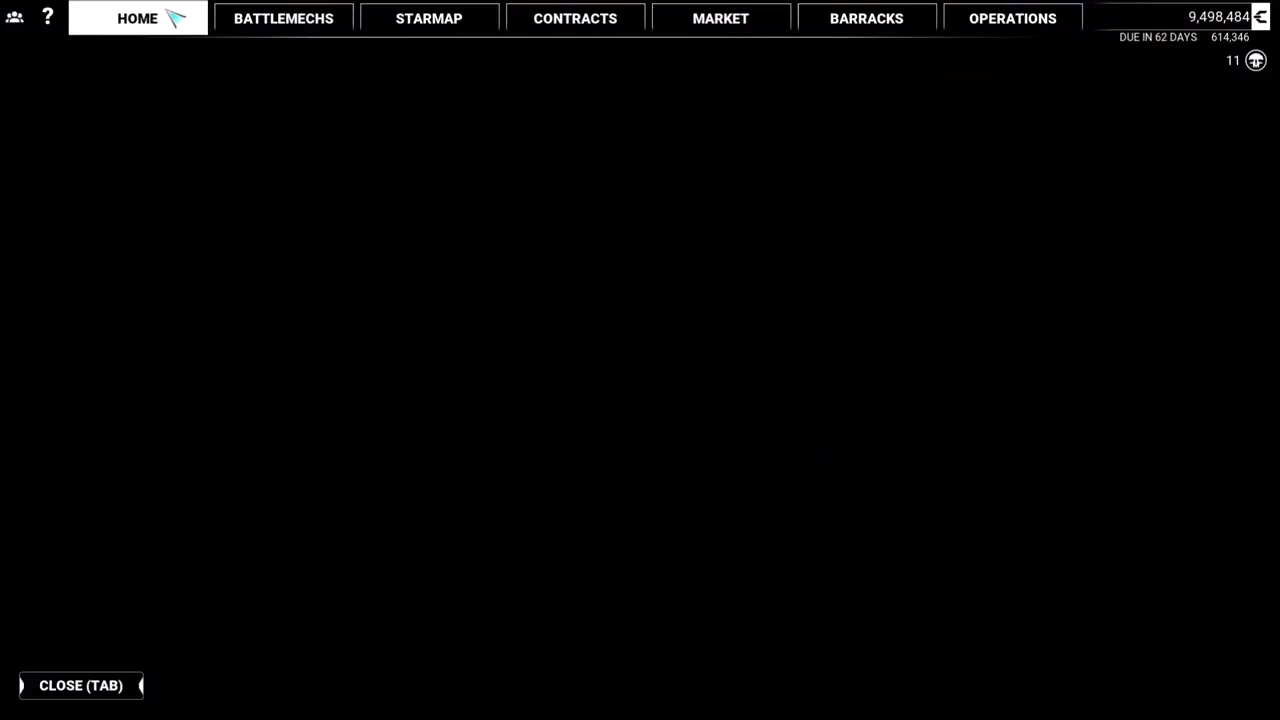 ?
HOME
BATTLEMECHS
STARMAP
CONTRACTS
MARKET
BARRACKS
OPERATIONS
9,498,484
DUE IN 62 DAYS 614,346
11
CLOSE (TAB)